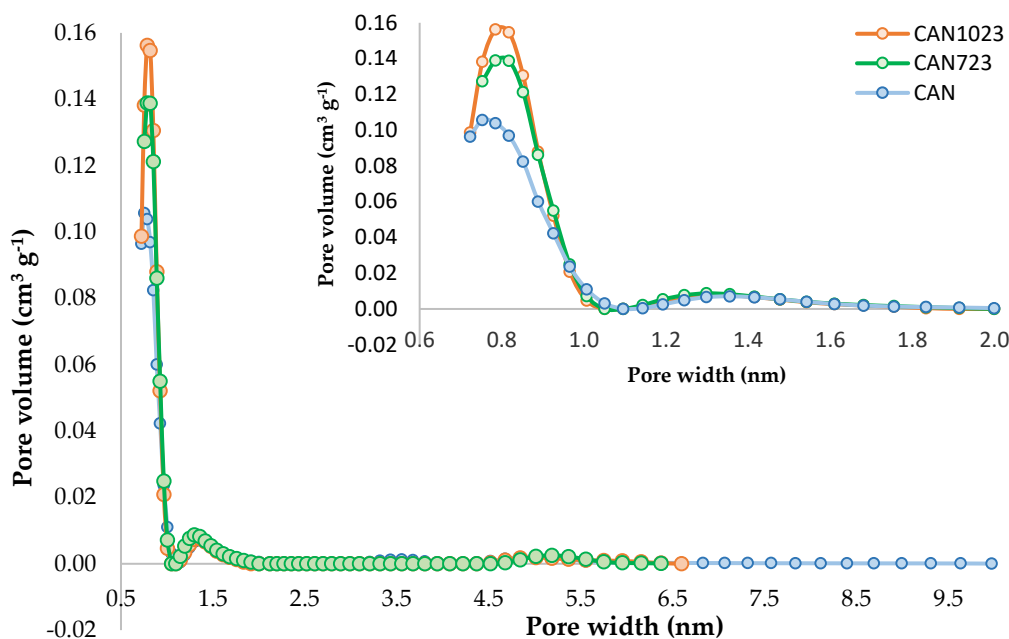 0.16
0.14
0.12
0.10
0.08
0.06
0.04
0.02
0.00
-0.02
Pore volume (cm³ g⁻¹)
0.5 1.5 2.5 3.5 4.5 5.5 6.5 7.5 8.5 9.5
Pore width (nm)
0.16
0.14
0.12
0.10
0.08
0.06
0.04
0.02
0.00
-0.02
Pore volume (cm³ g⁻¹)
0.6 0.8 1.0 1.2 1.4 1.6 1.8 2.0
Pore width (nm)
CAN1023
CAN723
CAN